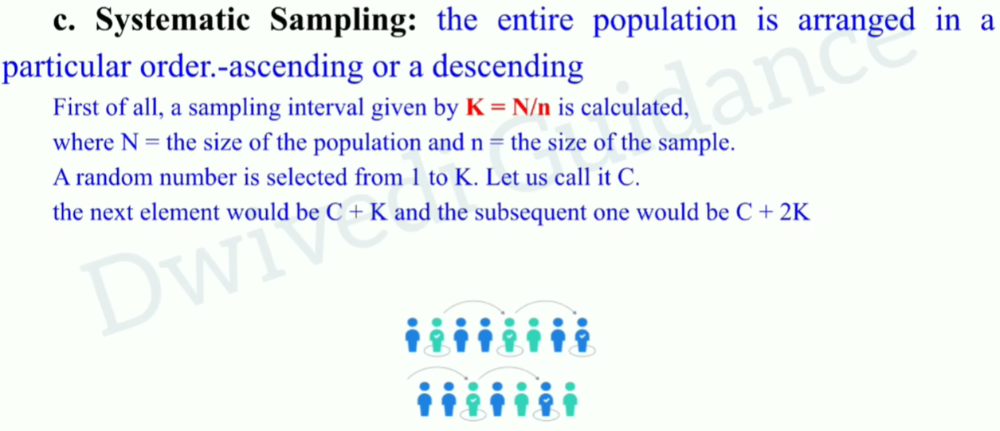 c. Systematic Sampling: the entire population is arranged in a
particular order.-ascending or a descending
First of all, a sampling interval given by K = N/n is calculated,
where N = the size of the population and n = the size of the sample.
A random number is selected from 1 to K. Let us call it C.
the next element would be C + K and the subsequent one would be C + 2K
Dwivedi Guidance